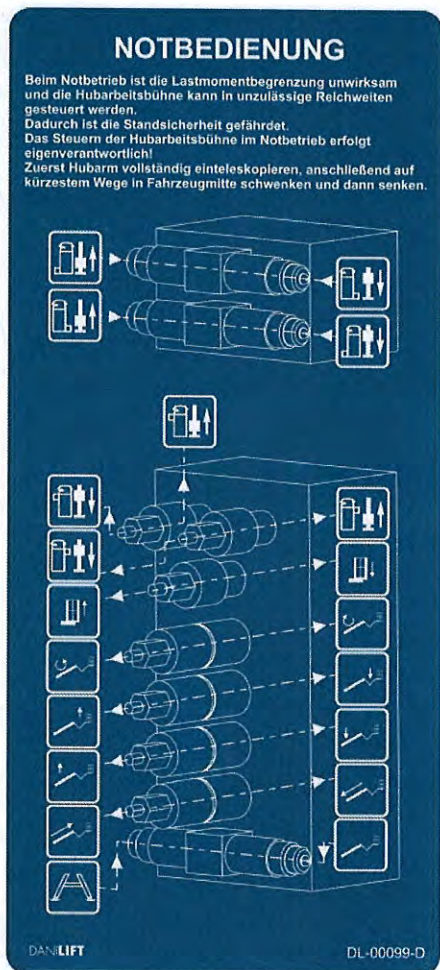 NOTBEDIENUNG
Beim Notbetrieb ist die Lastmomentbegrenzung unwirksam
und die Hubarbeitsbühne kann in unzulässige Reichweiten
gesteuert werden.
Dadurch ist die Standsicherheit gefährdet.
Das Steuern der Hubarbeitsbühne im Notbetrieb erfolgt
eigenverantwortlich!
Zuerst Hubarm vollständig einteleskopieren, anschließend auf
kürzestem Wege in Fahrzeugmitte schwenken und dann senken.
DANILIFT
DL-00099-D